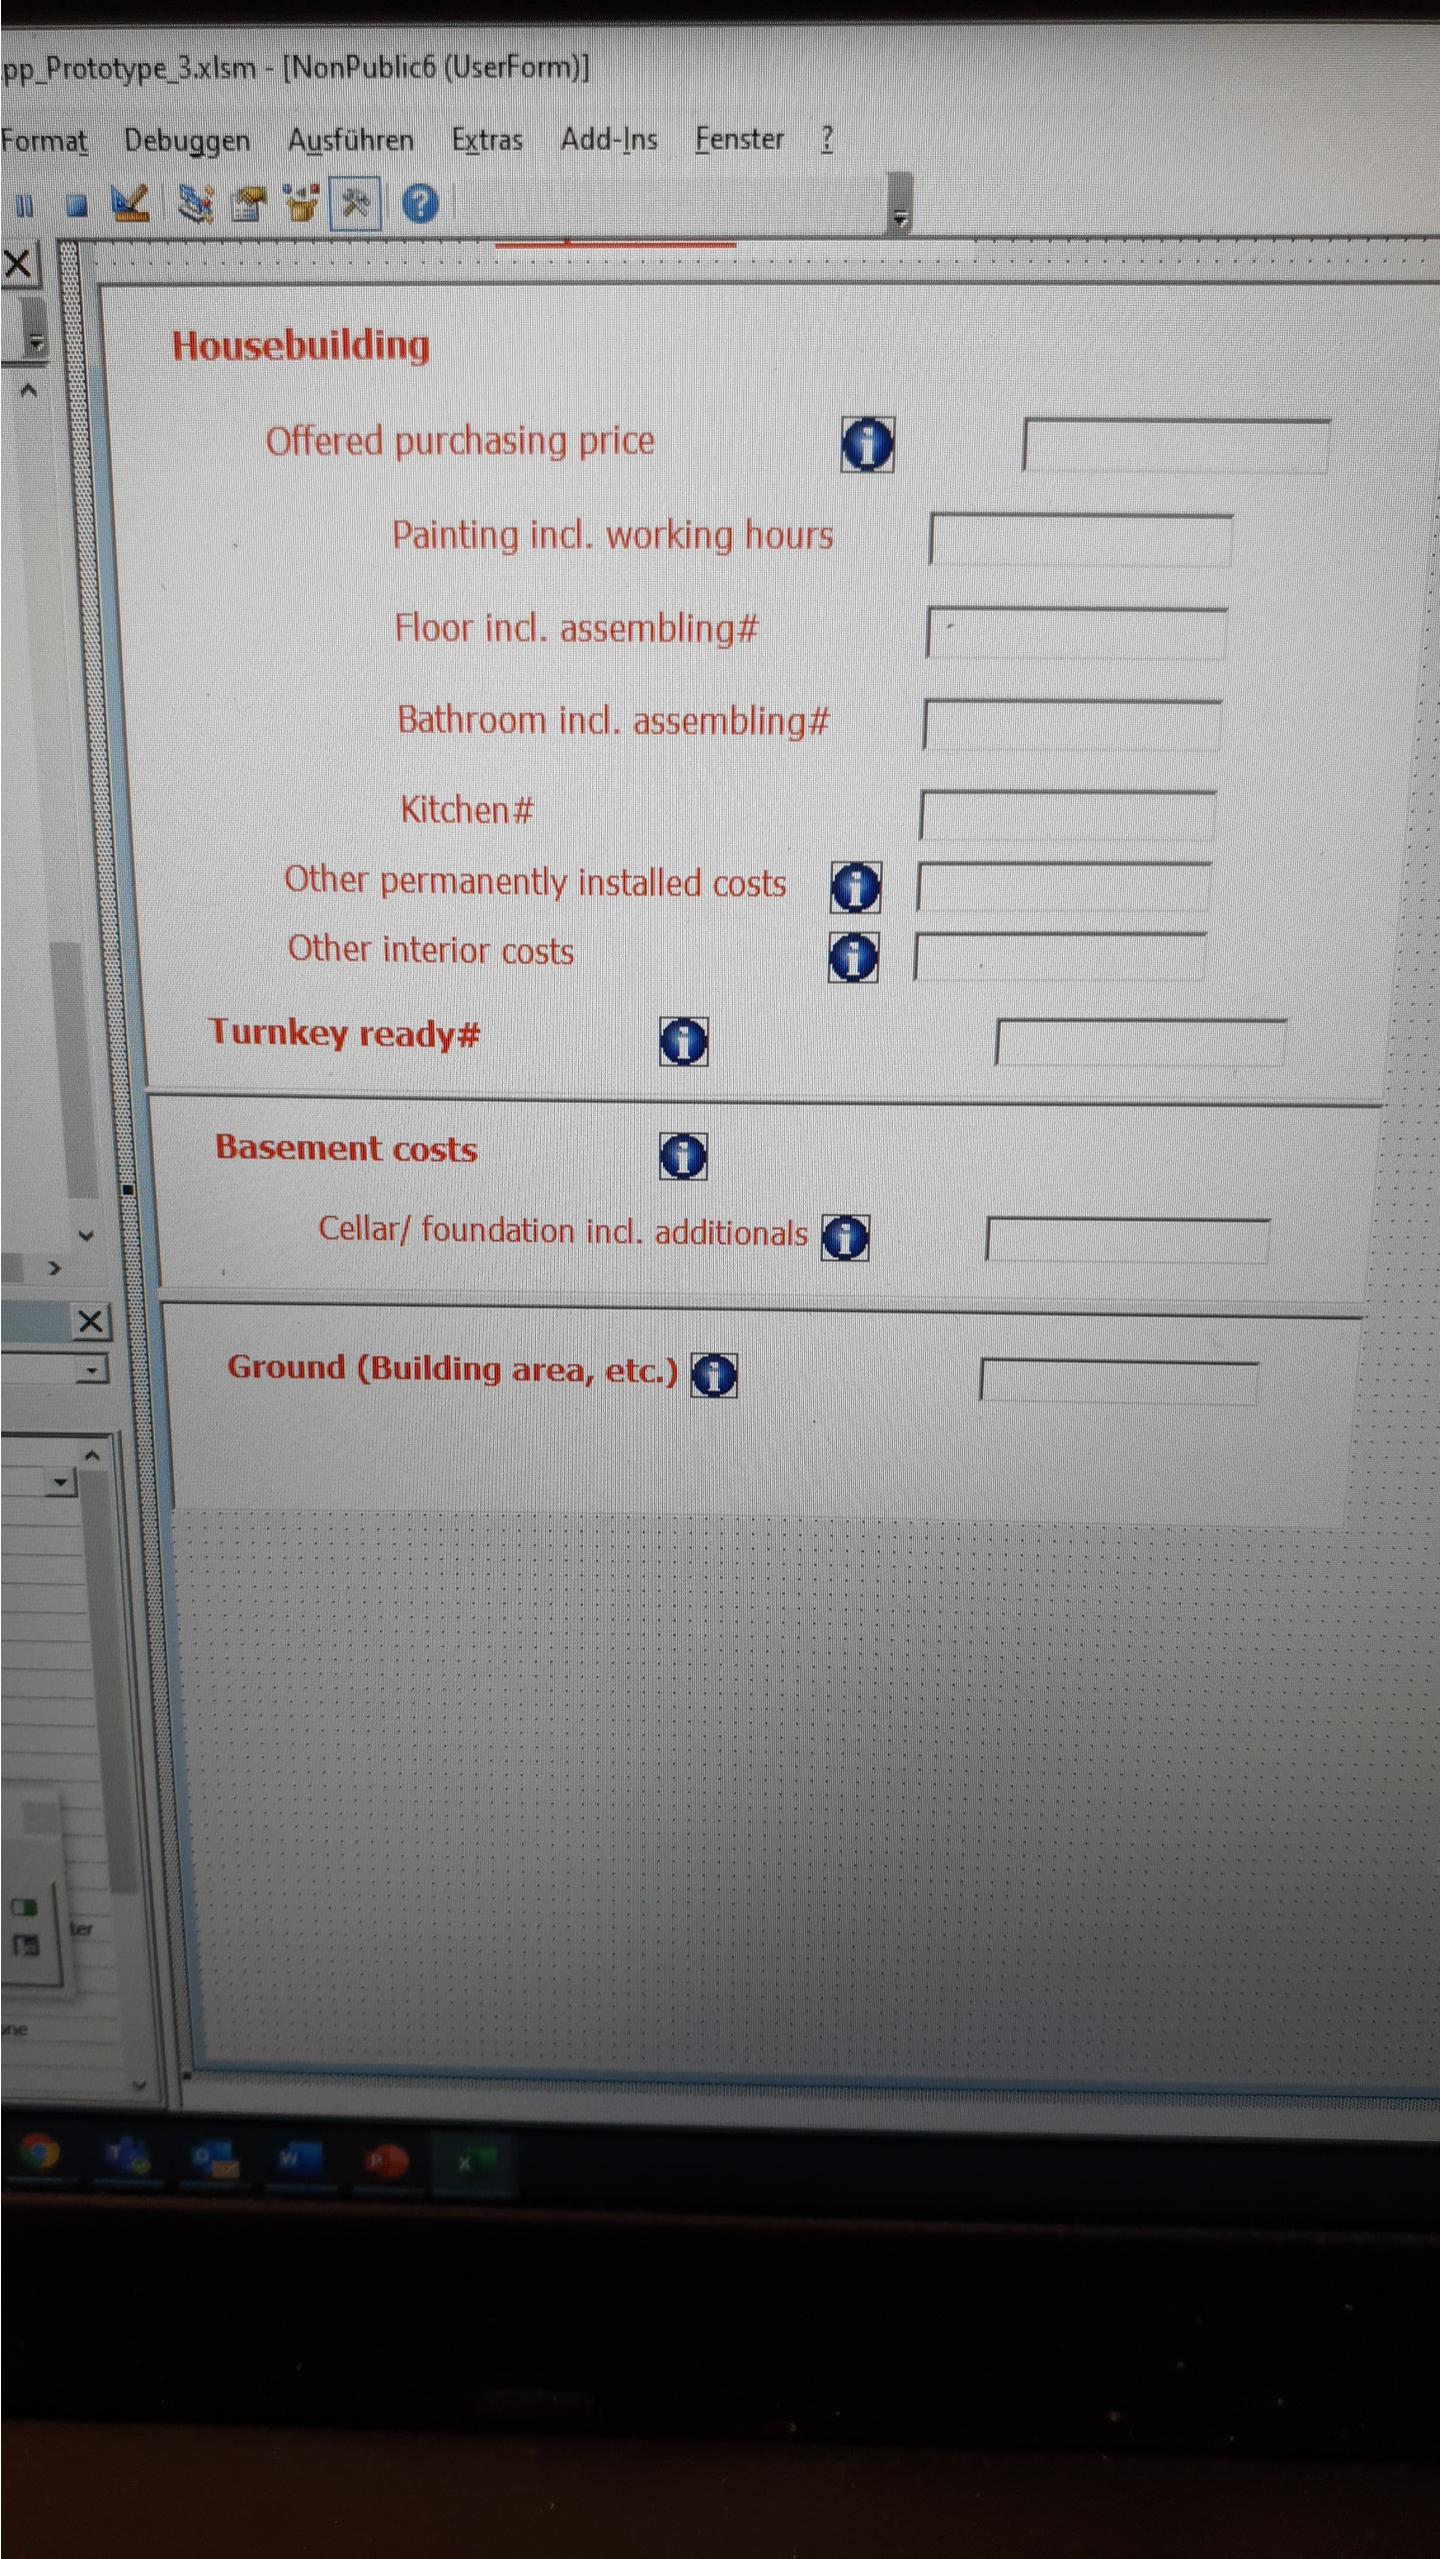 pp_Prototype_3.xlsm - [NonPublic6 (UserForm)]
Format Debuggen Ausführen Extras Add-Ins Fenster ?
Housebuilding
Offered purchasing price
Painting incl. working hours
Floor incl. assembling#
Bathroom incl. assembling#
Kitchen#
Other permanently installed costs
Other interior costs
Turnkey ready#
Basement costs
Cellar/ foundation incl. additionals
Ground (Building area, etc.)
ter
one